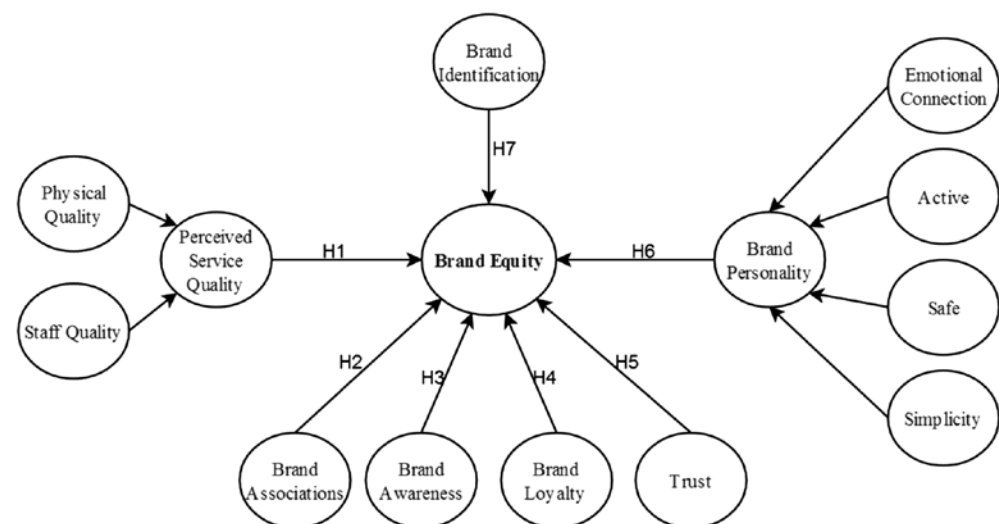 Brand
Identification
Emotional
Connection
H7
Physical
Quality
Active
Perceived
Service
Quality
H1
Brand Equity
H6
Brand
Personality
Staff Quality
Safe
H2
H3
H4
H5
Simplicity
Brand
Associations
Brand
Awareness
Brand
Loyalty
Trust